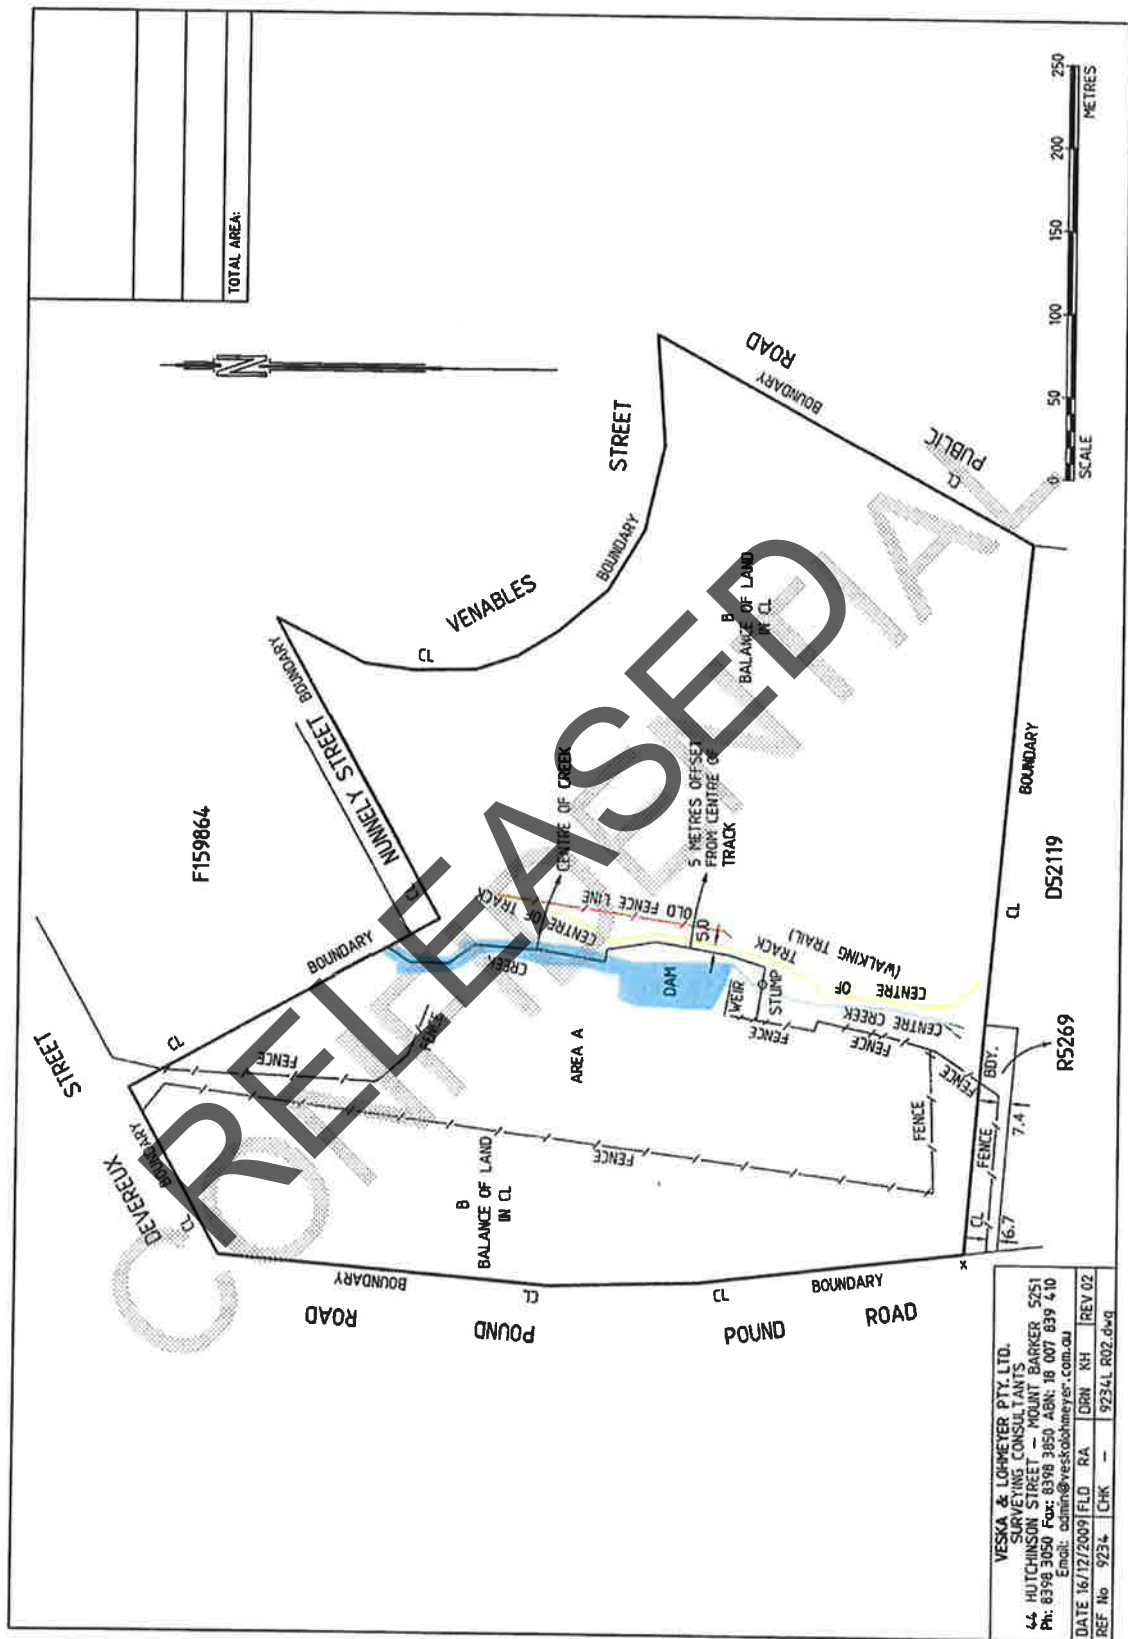 TOTAL AREA:
STREET
DEVEREUX
F159864
NUNNELY STREET
BOUNDARY
CL
VENABLES
STREET
BOUNDARY
CL
ROAD
BOUNDARY
PUBLIC
CL
BOUNDARY
CL
BOUNDARY
CL
BOUNDARY
CL
FENCE
FENCE
CREEK
CENTRE OF CREEK
CENTRE OF TRACK
OLD FENCE LINE
5 METRES OFFSET
FROM CENTRE OF
TRACK
5.0
DAM
WEIR
STUMP
AREA A
B
BALANCE OF LAND
IN CL
B
BALANCE OF LAND
IN CL
FENCE
FENCE
FENCE
FENCE
FENCE
FENCE
CENTRE CREEK
CENTRE OF TRACK
(WALKING TRAIL)
BOUNDARY
CL
POUND ROAD
POUND ROAD
CL
BOUNDARY
CL
6.7
7.4
BDY.
R5269
CL
D52119
BOUNDARY
x
0 50 100 150 200 250
SCALE METRES
VESKA & LOHMEYER PTY. LTD.
SURVEYING CONSULTANTS
44 HUTCHINSON STREET – MOUNT BARKER 5251
Ph: 8398 3050 Fax: 8398 3850 ABN: 18 007 839 410
Email: admin@veskalohmeyer.com.au
DATE 16/12/2009 FLD RA DRN KH REV 02
REF No 9234 CHK – 9234L R02.dwg
N
CONFIDENTIAL
RELEASED